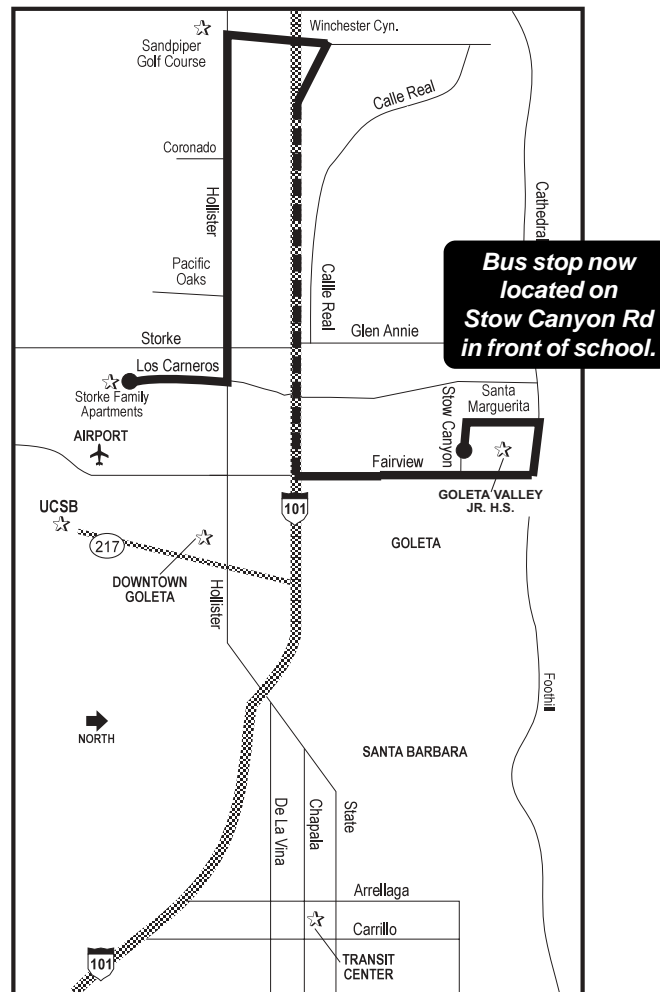 Winchester Cyn.
Sandpiper
Golf Course
Calle Real
Coronado
Hollister
Cathedral
Bus stop now
located on
Stow Canyon Rd
in front of school.
Pacific
Oaks
Callle Real
Storke
Glen Annie
Los Carneros
Storke Family
Apartments
Santa
Marguerita
Stow Canyon
AIRPORT
Fairview
GOLETA VALLEY
JR. H.S.
101
UCSB
217
GOLETA
DOWNTOWN
GOLETA
Hollister
Foothill
NORTH
SANTA BARBARA
De La Vina
Chapala
State
Arrellaga
Carrillo
TRANSIT
CENTER
101